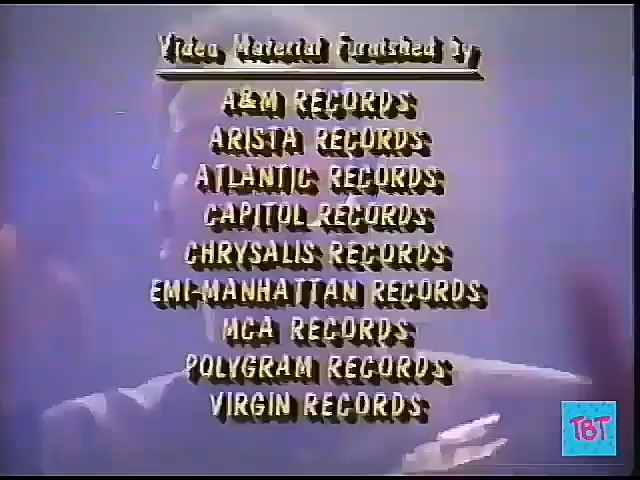 Video Material Furnished by
A&M RECORDS
ARISTA RECORDS
ATLANTIC RECORDS
CAPITOL RECORDS
CHRYSALIS RECORDS
EMI-MANHATTAN RECORDS
MCA RECORDS
POLYGRAM RECORDS
VIRGIN RECORDS
TBT